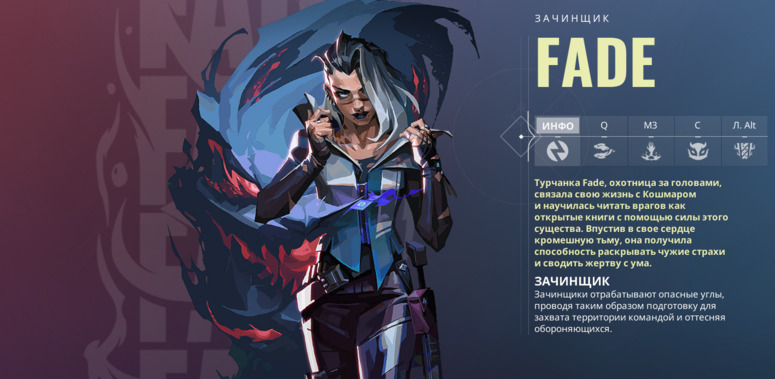 ЗАЧИНЩИК
FADE
ИНФО Q M3 C Л. Alt
Турчанка Fade, охотница за головами,
связала свою жизнь с Кошмаром
и научилась читать врагов как
открытые книги с помощью силы этого
существа. Впустив в свое сердце
кромешную тьму, она получила
способность раскрывать чужие страхи
и сводить жертву с ума.
ЗАЧИНЩИК
Зачинщики отрабатывают опасные углы,
проводя таким образом подготовку для
захвата территории командой и оттесняя
обороняющихся.